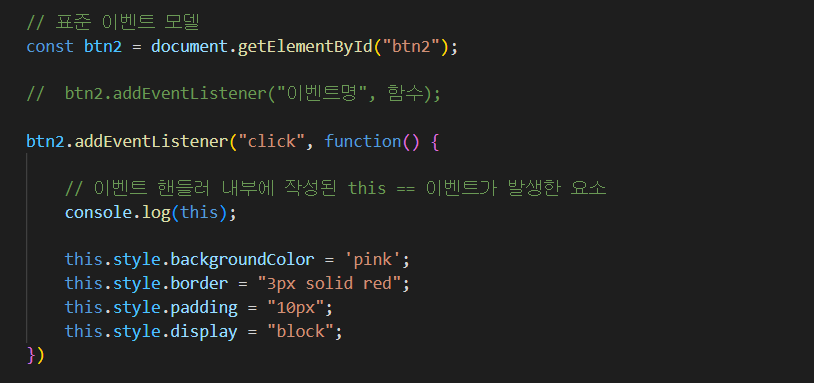 // 표준 이벤트 모델
const btn2 = document.getElementById("btn2");
//  btn2.addEventListener("이벤트명", 함수);
btn2.addEventListener("click", function() {
// 이벤트 핸들러 내부에 작성된 this == 이벤트가 발생한 요소
console.log(this);
this.style.backgroundColor = 'pink';
this.style.border = "3px solid red";
this.style.padding = "10px";
this.style.display = "block";
})